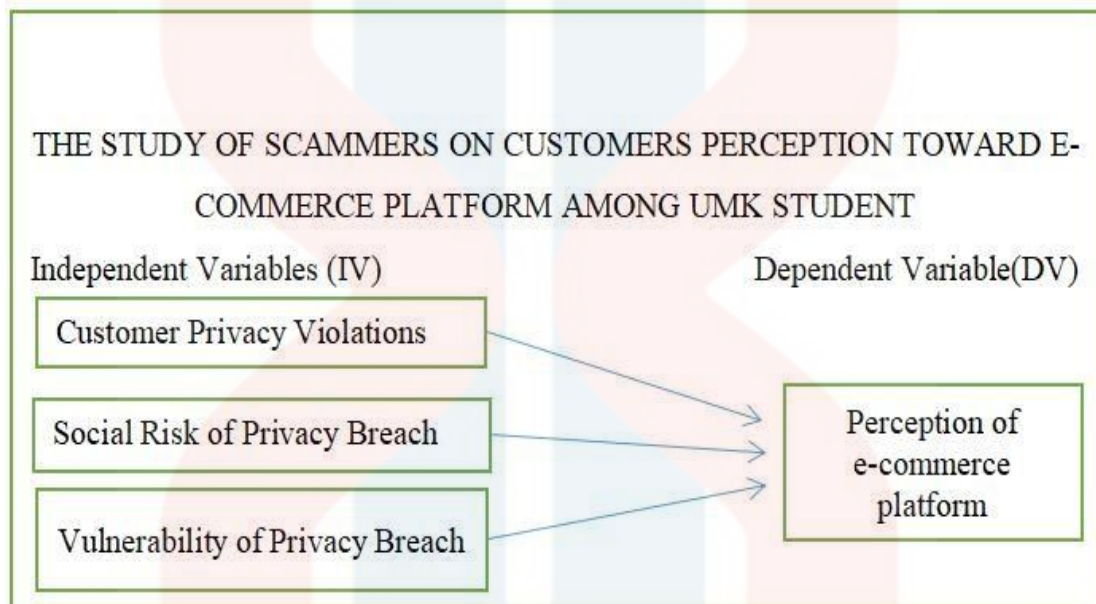 THE STUDY OF SCAMMERS ON CUSTOMERS PERCEPTION TOWARD E-
COMMERCE PLATFORM AMONG UMK STUDENT
Independent Variables (IV)
Dependent Variable(DV)
Customer Privacy Violations
Social Risk of Privacy Breach
Vulnerability of Privacy Breach
Perception of
e-commerce
platform